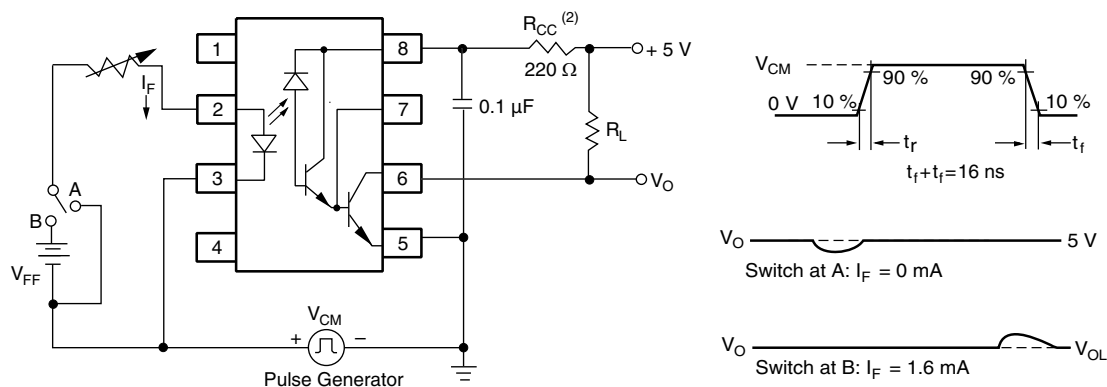 1
2
3
4
8
7
6
5
I_F
A
B
V_FF
R_CC (2)
220 Ω
+ 5 V
0.1 µF
R_L
V_O
V_CM
+
−
Pulse Generator
V_CM
0 V
10 %
90 %
90 %
10 %
t_r
t_f
t_f+t_f=16 ns
V_O
5 V
Switch at A: I_F = 0 mA
V_O
V_OL
Switch at B: I_F = 1.6 mA